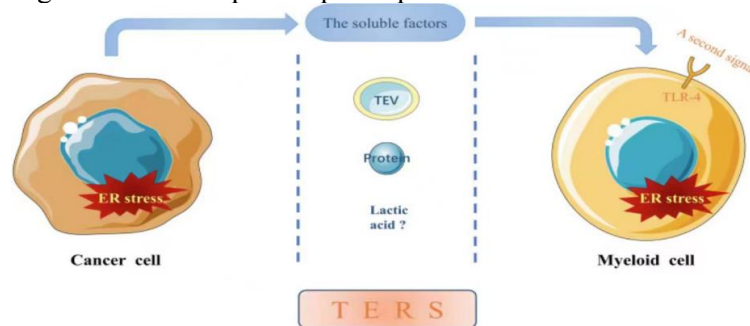 The soluble factors
A second signal
TLR-4
TEV
Protein
ER stress
ER stress
Lactic
acid ?
Cancer cell
Myeloid cell
TERS